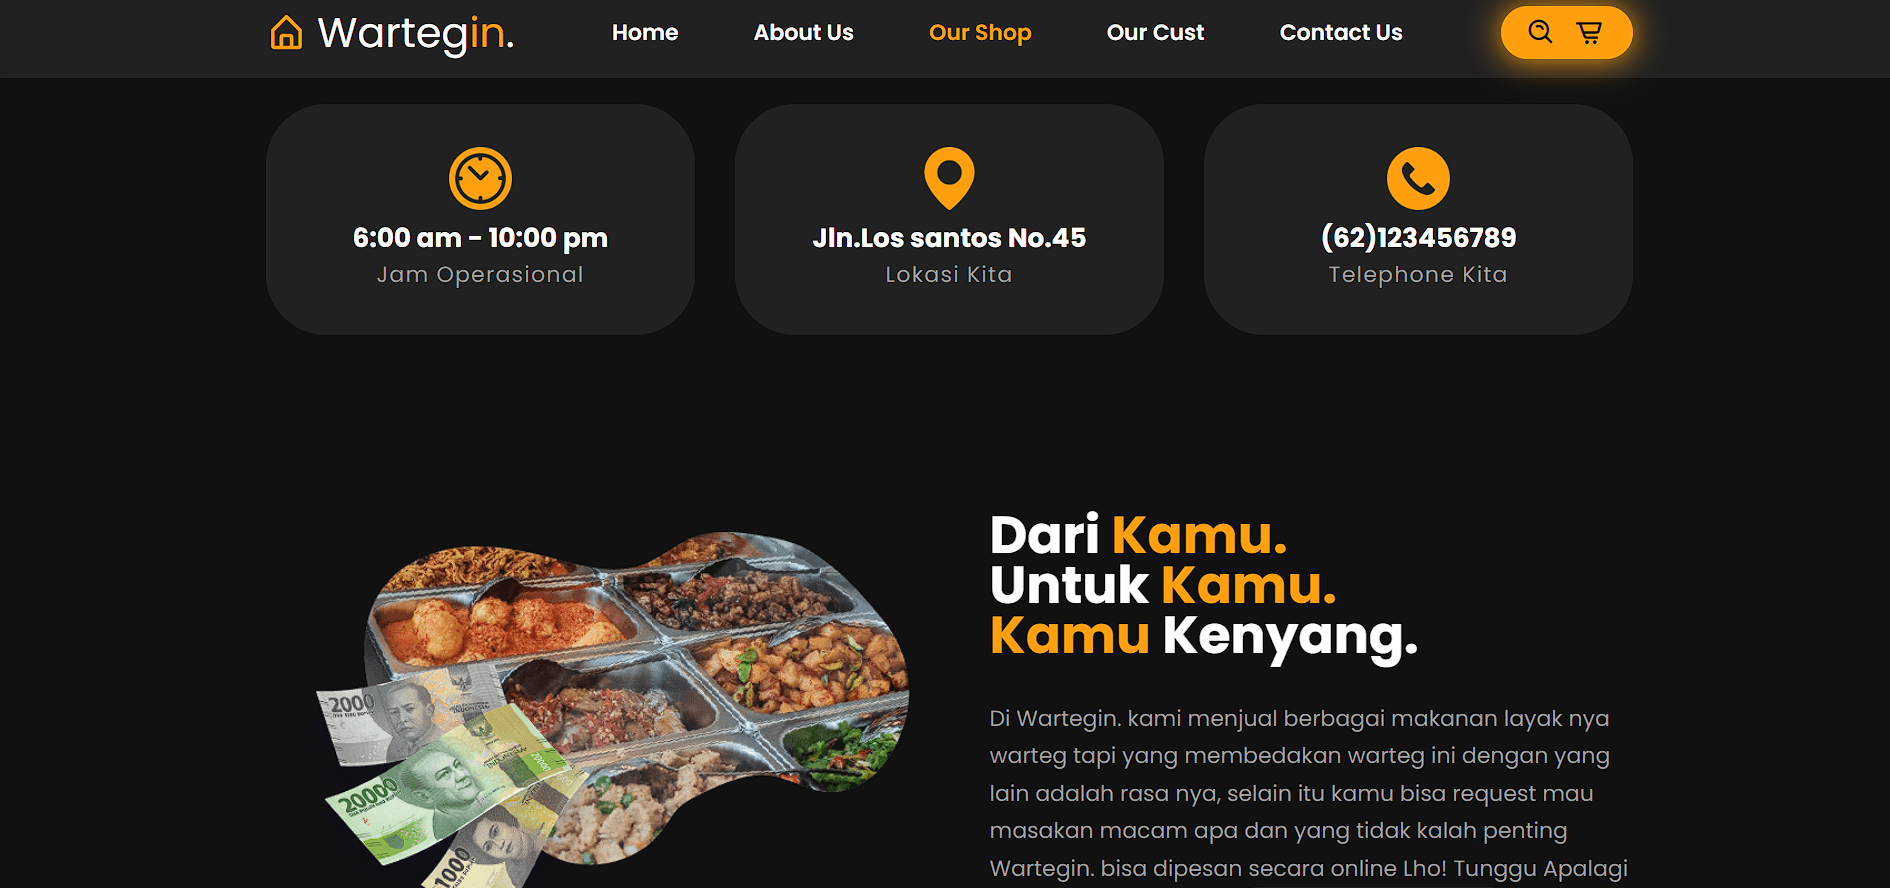 Wartegin.
Home
About Us
Our Shop
Our Cust
Contact Us
6:00 am - 10:00 pm
Jam Operasional
Jln.Los santos No.45
Lokasi Kita
(62)123456789
Telephone Kita
Dari Kamu.
Untuk Kamu.
Kamu Kenyang.
Di Wartegin. kami menjual berbagai makanan layak nya
warteg tapi yang membedakan warteg ini dengan yang
lain adalah rasa nya, selain itu kamu bisa request mau
masakan macam apa dan yang tidak kalah penting
Wartegin. bisa dipesan secara online Lho! Tunggu Apalagi
2000
INDONESIA
20000
INDONESIA
20000
1000